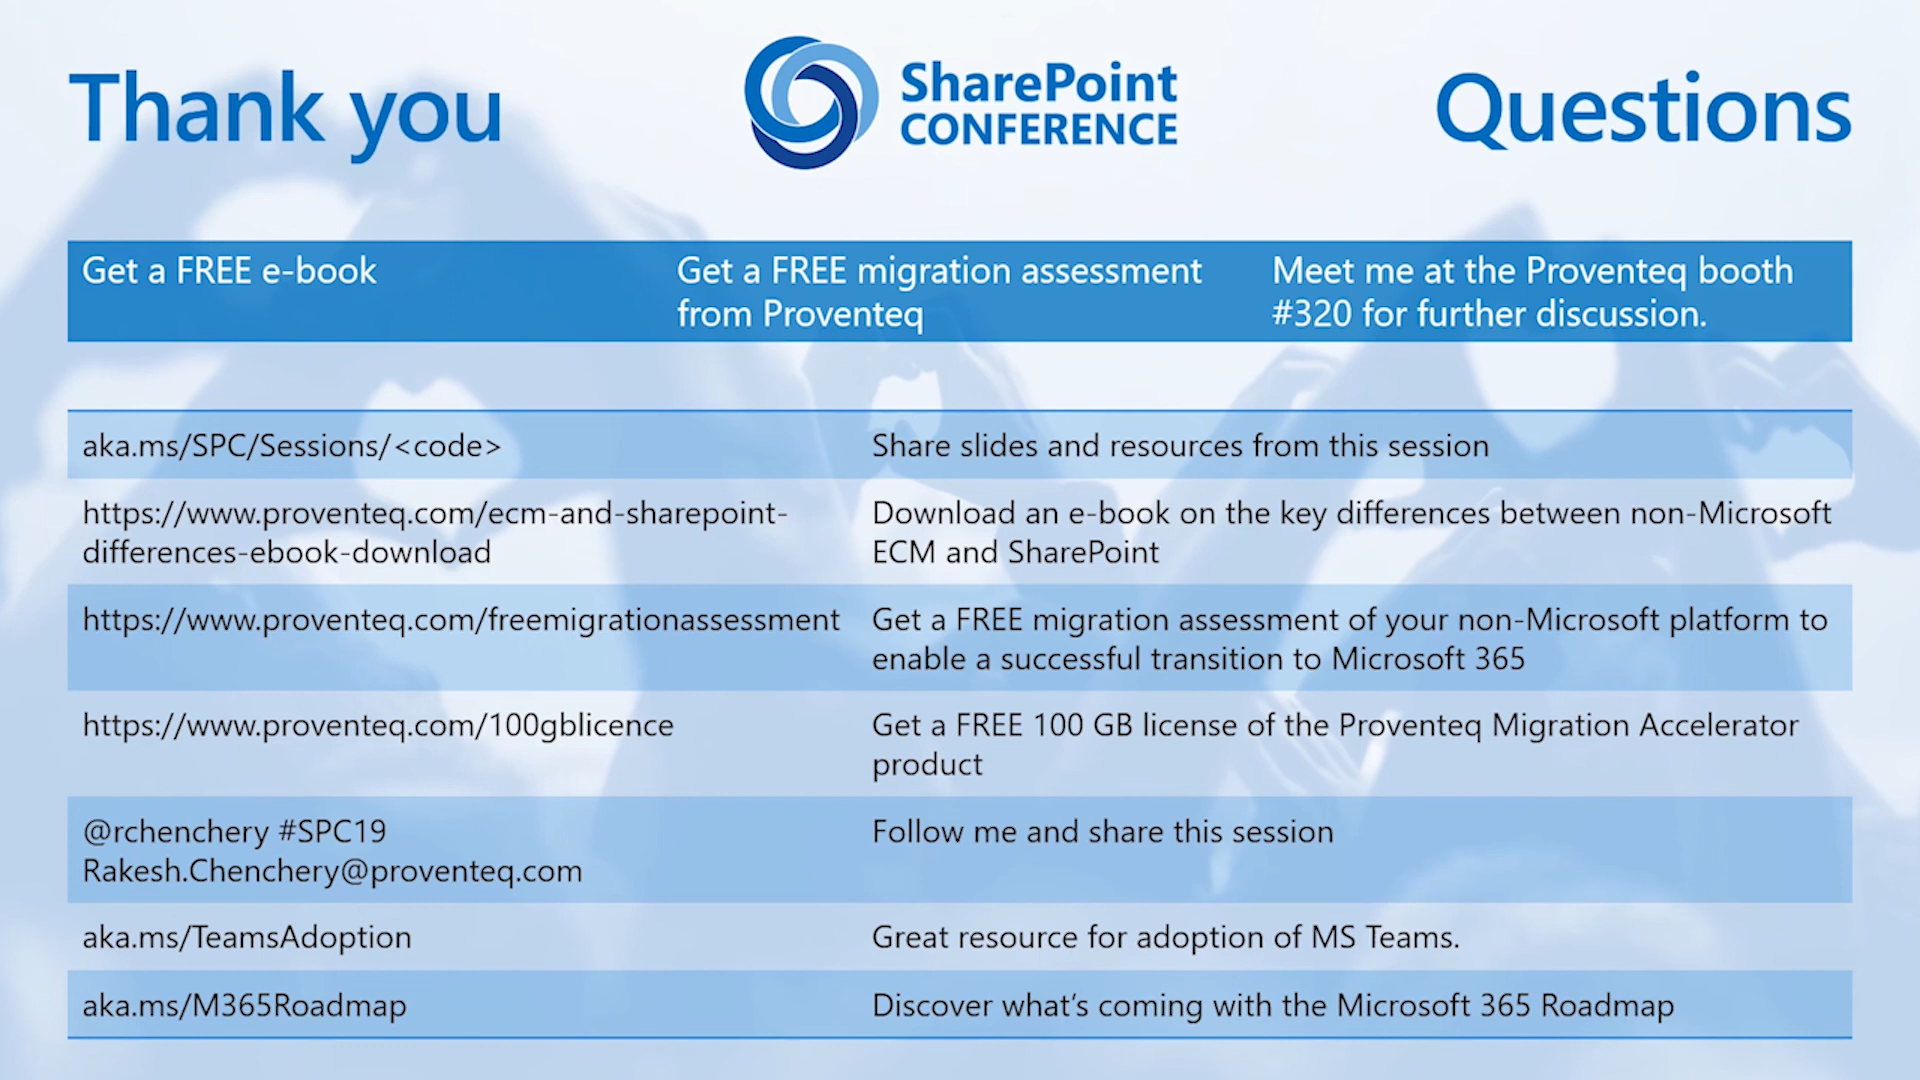 Thank you
SharePoint
CONFERENCE
Questions
Get a FREE e-book
Get a FREE migration assessment
from Proventeq
Meet me at the Proventeq booth
#320 for further discussion.
aka.ms/SPC/Sessions/<code>
Share slides and resources from this session
https://www.proventeq.com/ecm-and-sharepoint-
differences-ebook-download
Download an e-book on the key differences between non-Microsoft
ECM and SharePoint
https://www.proventeq.com/freemigrationassessment
Get a FREE migration assessment of your non-Microsoft platform to
enable a successful transition to Microsoft 365
https://www.proventeq.com/100gblicence
Get a FREE 100 GB license of the Proventeq Migration Accelerator
product
@rchenchery #SPC19
Rakesh.Chenchery@proventeq.com
Follow me and share this session
aka.ms/TeamsAdoption
Great resource for adoption of MS Teams.
aka.ms/M365Roadmap
Discover what's coming with the Microsoft 365 Roadmap